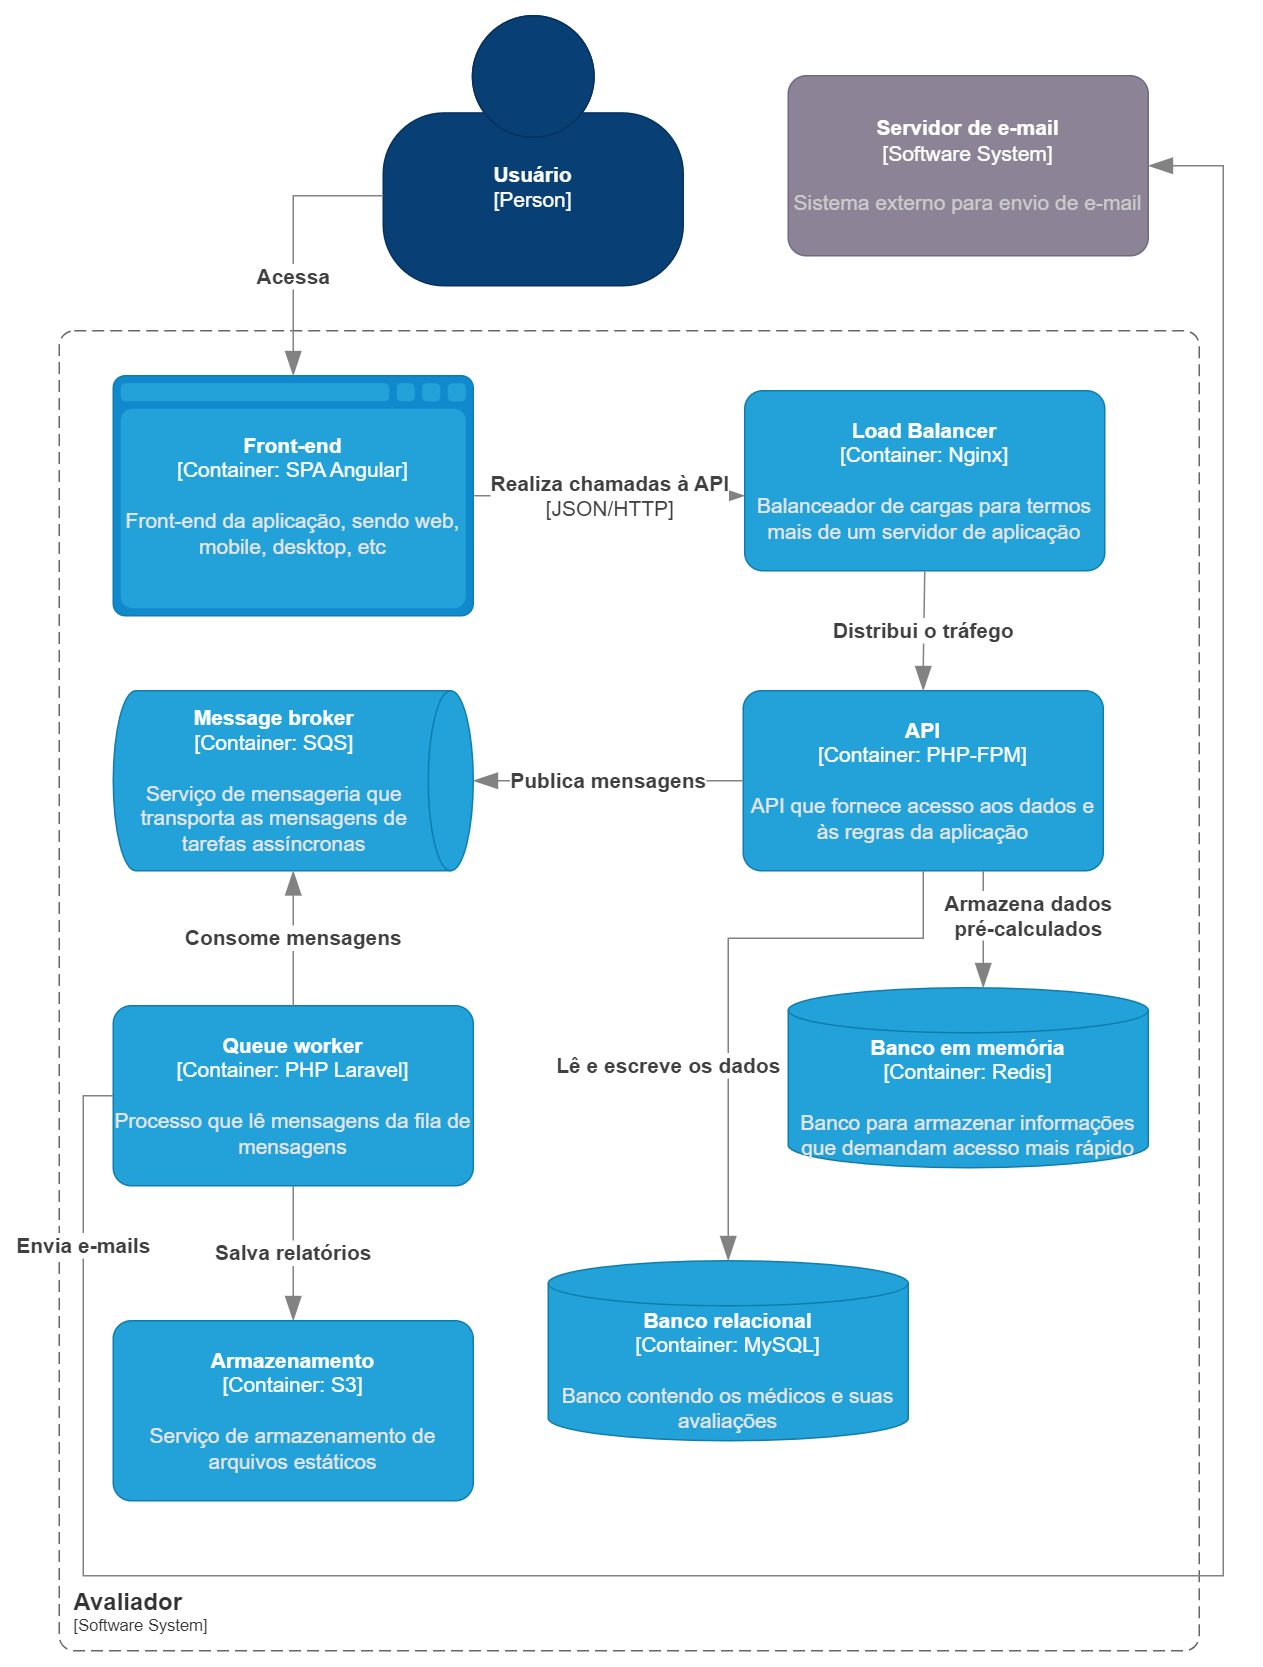 Usuário
[Person]
Servidor de e-mail
[Software System]
Sistema externo para envio de e-mail
Acessa
Front-end
[Container: SPA Angular]
Front-end da aplicação, sendo web,
mobile, desktop, etc
Realiza chamadas à API
[JSON/HTTP]
Load Balancer
[Container: Nginx]
Balanceador de cargas para termos
mais de um servidor de aplicação
Distribui o tráfego
Message broker
[Container: SQS]
Serviço de mensageria que
transporta as mensagens de
tarefas assíncronas
Publica mensagens
API
[Container: PHP-FPM]
API que fornece acesso aos dados e
às regras da aplicação
Armazena dados
pré-calculados
Consome mensagens
Queue worker
[Container: PHP Laravel]
Processo que lê mensagens da fila de
mensagens
Lê e escreve os dados
Banco em memória
[Container: Redis]
Banco para armazenar informações
que demandam acesso mais rápido
Envia e-mails
Salva relatórios
Armazenamento
[Container: S3]
Serviço de armazenamento de
arquivos estáticos
Banco relacional
[Container: MySQL]
Banco contendo os médicos e suas
avaliações
Avaliador
[Software System]